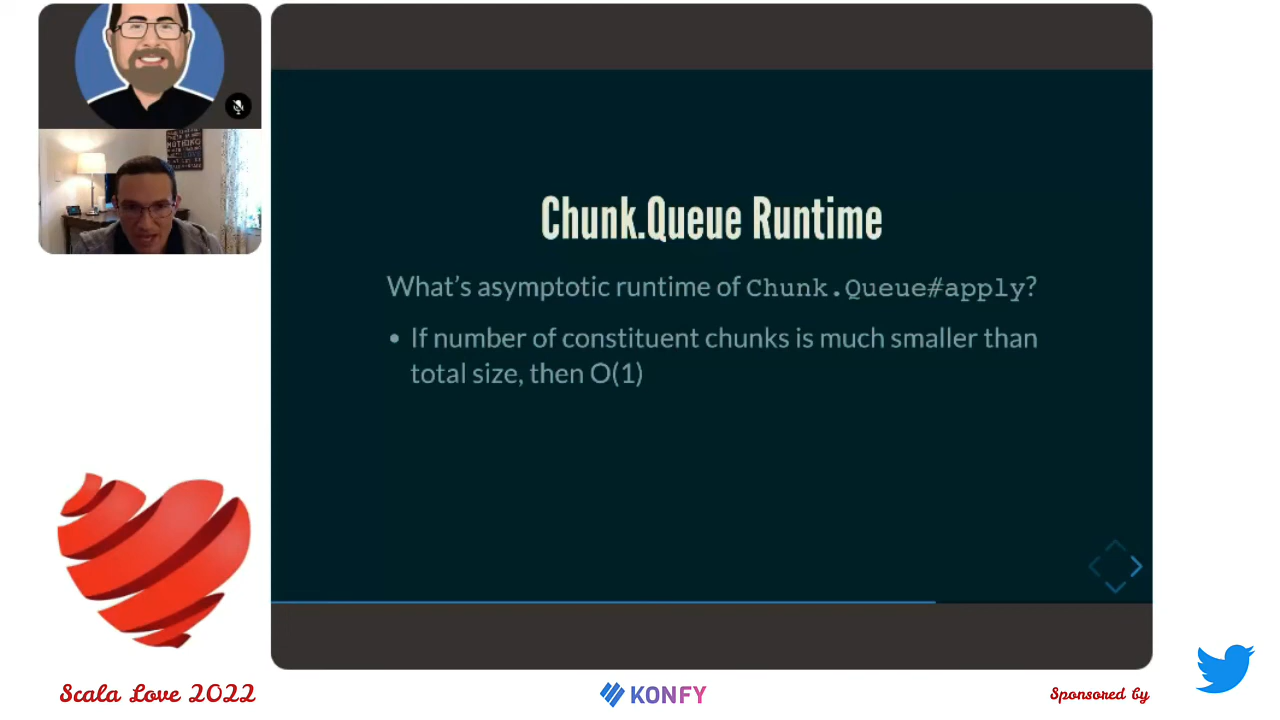 NOTHING
Chunk.Queue Runtime
What's asymptotic runtime of Chunk.Queue#apply?
• If number of constituent chunks is much smaller than
total size, then O(1)
Scala Love 2022
KONFY
Sponsored by